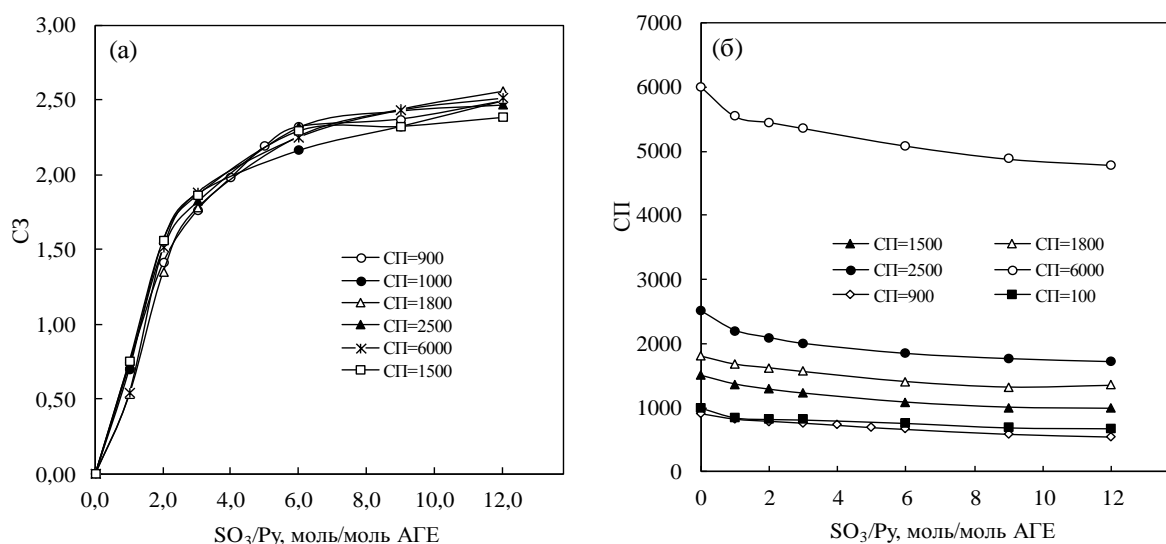 (а)
3,00
2,50
2,00
1,50
1,00
0,50
0,00
СЗ
СП=900
СП=1000
СП=1800
СП=2500
СП=6000
СП=1500
0,0 2,0 4,0 6,0 8,0 10,0 12,0
SO3/Py, моль/моль АГЕ
(б)
7000
6000
5000
4000
3000
2000
1000
0
СП
СП=1500 СП=1800
СП=2500 СП=6000
СП=900 СП=100
0 2 4 6 8 10 12
SO3/Py, моль/моль АГЕ